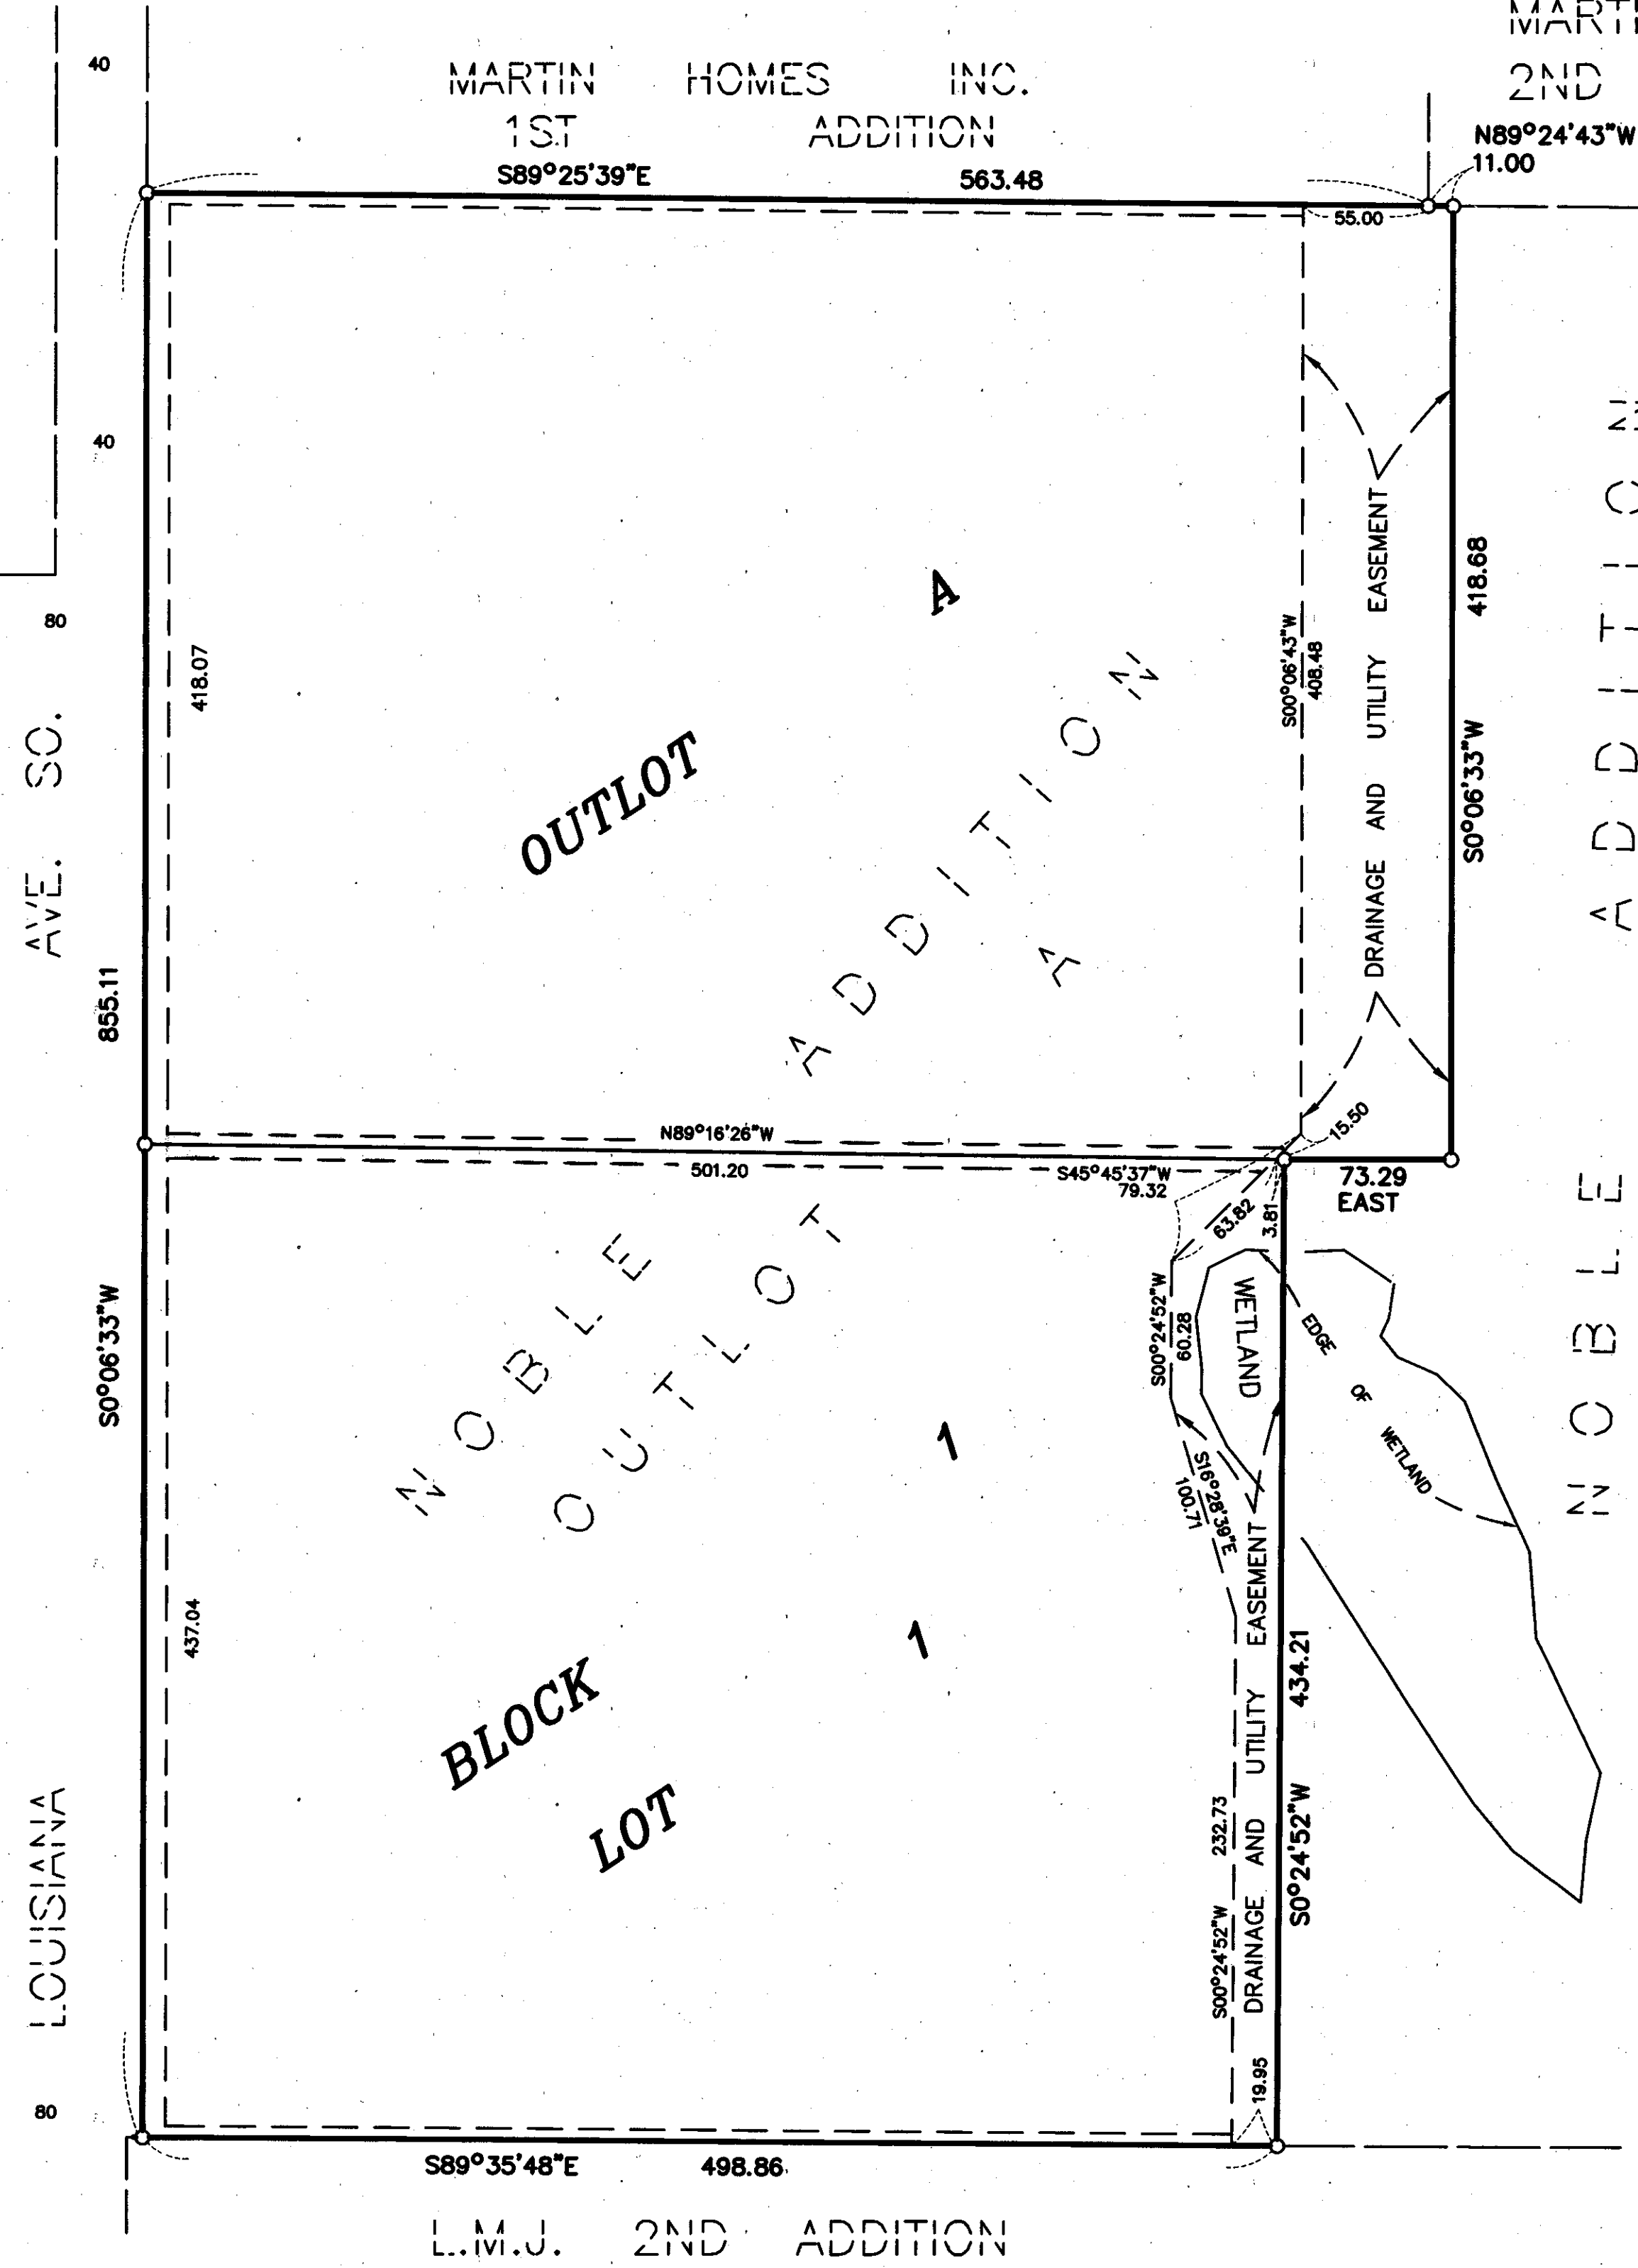 MARTIN HOMES INC.
1ST ADDITION
2ND
N89°24'43"W
11.00
S89°25'39"E 563.48
55.00
40
40
80
AVE. SO.
855.11
S0°06'33"W
LOUISIANA
80
418.07
A
OUTLOT
S00°06'43"W
408.48
DRAINAGE AND UTILITY EASEMENT
418.68
S0°06'33"W
NOBLE ADDITION
NOBLE ADDITION
OUTLOT A
N89°16'26"W
501.20
S45°45'37"W
79.32
15.50
73.29
EAST
63.82
3.81
S00°24'52"W
60.28
WETLAND
EDGE OF WETLAND
S16°28'39"E
100.71
437.04
1
1
BLOCK
LOT
DRAINAGE AND UTILITY EASEMENT
434.21
S0°24'52"W
S00°24'52"W 232.73
19.95
S89°35'48"E 498.86
L.M.J. 2ND ADDITION